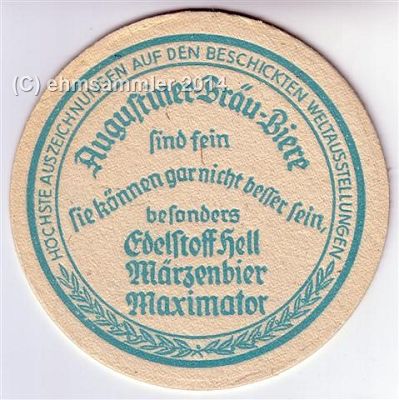 (C) ehmsammler 2014
HÖCHSTE AUSZEICHNUNGEN AUF DEN BESCHICKTEN WELTAUSSTELLUNGEN
Augustiner-Bräu-Biere
sind fein
sie können gar nicht besser sein,
besonders
Edelstoff Hell
Märzenbier
Maximator